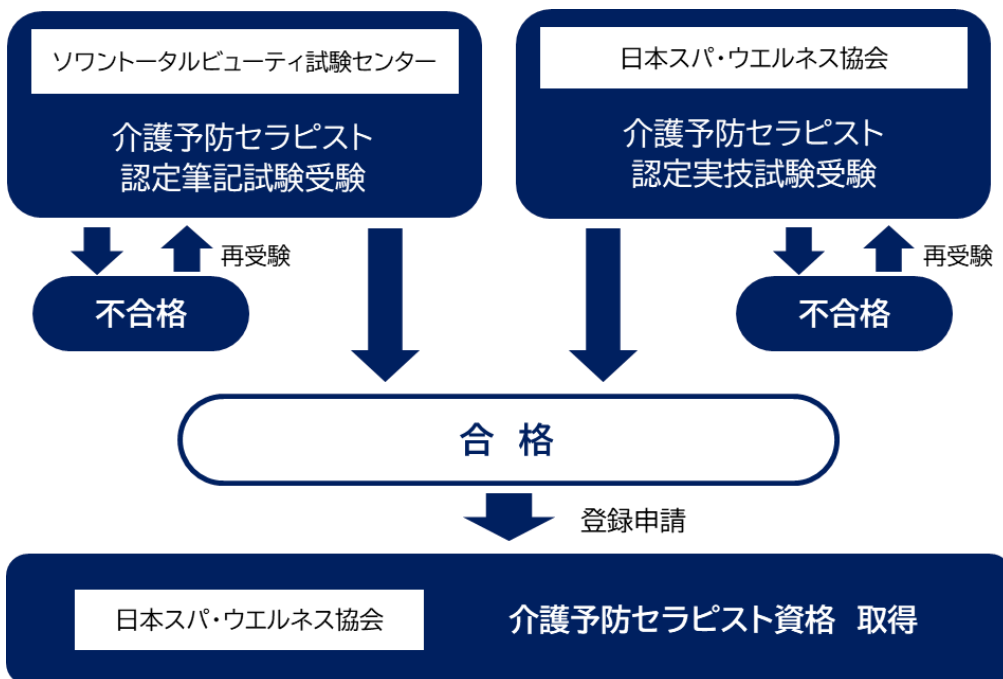 ソワントータルビューティ試験センター
介護予防セラピスト
認定筆記試験受験
日本スパ・ウエルネス協会
介護予防セラピスト
認定実技試験受験
再受験
不合格
再受験
不合格
合 格
登録申請
日本スパ・ウエルネス協会
介護予防セラピスト資格 取得